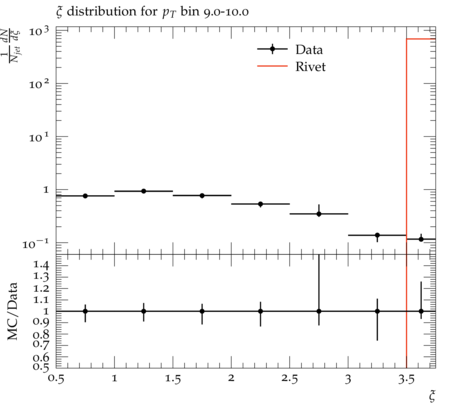 ξ distribution for p_T bin 9.0-10.0
1/N_jet dN/dξ
Data
Rivet
10^3
10^2
10^1
1
10^−1
MC/Data
1.4
1.3
1.2
1.1
1
0.9
0.8
0.7
0.6
0.5
0.5 1 1.5 2 2.5 3 3.5
ξ